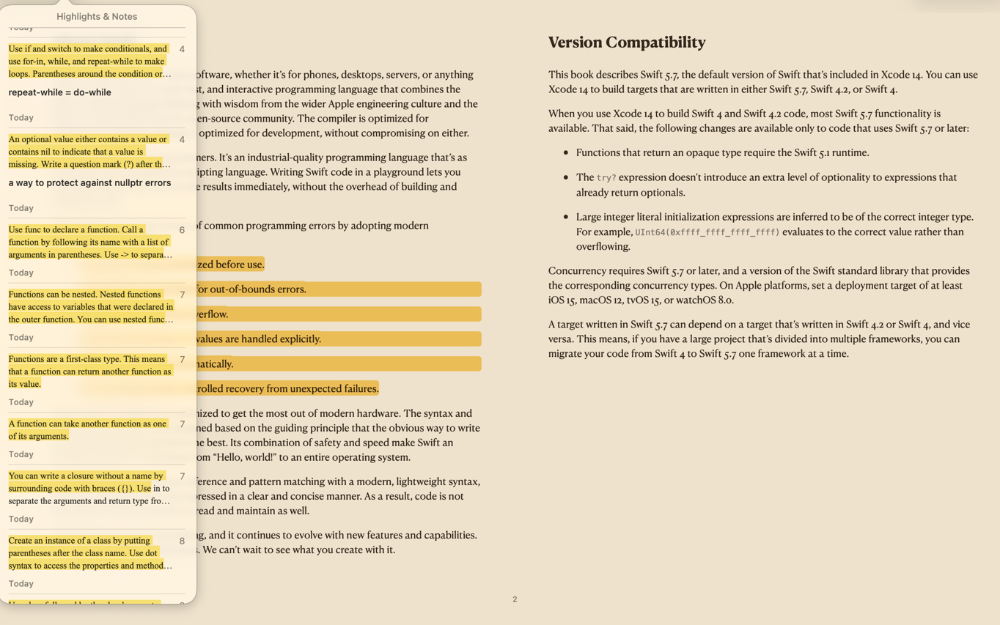 Highlights & Notes
Today
Use if and switch to make conditionals, and
use for-in, while, and repeat-while to make
loops. Parentheses around the condition or…
4
repeat-while = do-while
Today
An optional value either contains a value or
contains nil to indicate that a value is
missing. Write a question mark (?) after th…
4
a way to protect against nullptr errors
Today
Use func to declare a function. Call a
function by following its name with a list of
arguments in parentheses. Use -> to separa…
6
Today
Functions can be nested. Nested functions
have access to variables that were declared in
the outer function. You can use nested func…
7
Today
Functions are a first-class type. This means
that a function can return another function as
its value.
7
Today
A function can take another function as one
of its arguments.
7
Today
You can write a closure without a name by
surrounding code with braces ({}). Use in to
separate the arguments and return type fro…
7
Today
Create an instance of a class by putting
parentheses after the class name. Use dot
syntax to access the properties and method…
8
Today
oftware, whether it's for phones, desktops, servers, or anything
st, and interactive programming language that combines the
g with wisdom from the wider Apple engineering culture and the
en-source community. The compiler is optimized for
optimized for development, without compromising on either.
mers. It's an industrial-quality programming language that's as
ipting language. Writing Swift code in a playground lets you
e results immediately, without the overhead of building and
of common programming errors by adopting modern
zed before use.
for out-of-bounds errors.
verflow.
values are handled explicitly.
matically.
trolled recovery from unexpected failures.
mized to get the most out of modern hardware. The syntax and
ned based on the guiding principle that the obvious way to write
he best. Its combination of safety and speed make Swift an
om “Hello, world!” to an entire operating system.
ference and pattern matching with a modern, lightweight syntax,
pressed in a clear and concise manner. As a result, code is not
read and maintain as well.
ng, and it continues to evolve with new features and capabilities.
s. We can't wait to see what you create with it.
Version Compatibility
This book describes Swift 5.7, the default version of Swift that's included in Xcode 14. You can use
Xcode 14 to build targets that are written in either Swift 5.7, Swift 4.2, or Swift 4.
When you use Xcode 14 to build Swift 4 and Swift 4.2 code, most Swift 5.7 functionality is
available. That said, the following changes are available only to code that uses Swift 5.7 or later:
• Functions that return an opaque type require the Swift 5.1 runtime.
• The try? expression doesn't introduce an extra level of optionality to expressions that
already return optionals.
• Large integer literal initialization expressions are inferred to be of the correct integer type.
For example, UInt64(0xffff_ffff_ffff_ffff) evaluates to the correct value rather than
overflowing.
Concurrency requires Swift 5.7 or later, and a version of the Swift standard library that provides
the corresponding concurrency types. On Apple platforms, set a deployment target of at least
iOS 15, macOS 12, tvOS 15, or watchOS 8.0.
A target written in Swift 5.7 can depend on a target that's written in Swift 4.2 or Swift 4, and vice
versa. This means, if you have a large project that's divided into multiple frameworks, you can
migrate your code from Swift 4 to Swift 5.7 one framework at a time.
2